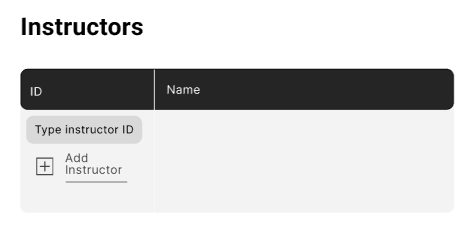 Instructors
ID Name
Type instructor ID
Add
Instructor